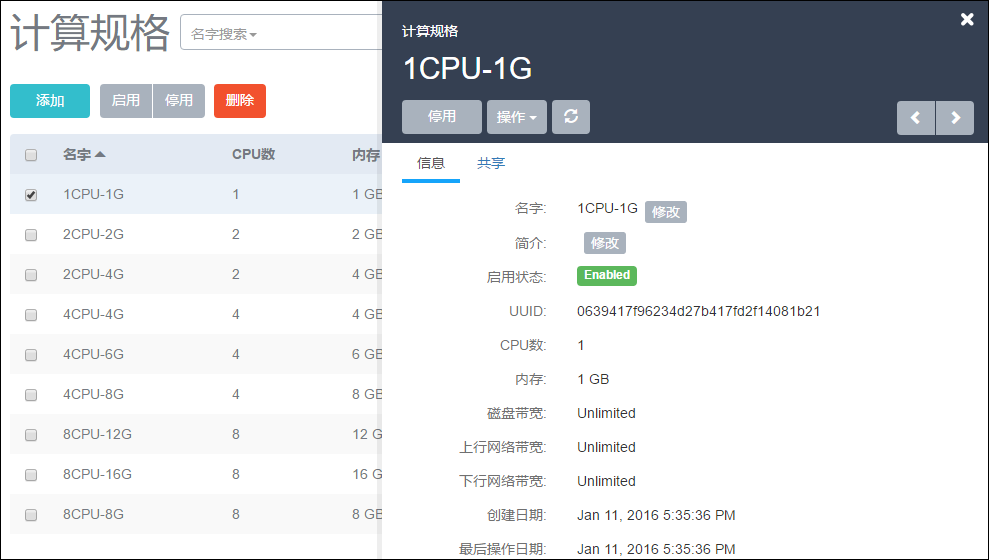 计算规格
名字搜索
添加 启用 停用 删除
名字 CPU数 内存
1CPU-1G 1 1 GB
2CPU-2G 2 2 GB
2CPU-4G 2 4 GB
4CPU-4G 4 4 GB
4CPU-6G 4 6 GB
4CPU-8G 4 8 GB
8CPU-12G 8 12 G
8CPU-16G 8 16 G
8CPU-8G 8 8 GB
计算规格
1CPU-1G
停用 操作
信息 共享
名字: 1CPU-1G 修改
简介: 修改
启用状态: Enabled
UUID: 0639417f96234d27b417fd2f14081b21
CPU数: 1
内存: 1 GB
磁盘带宽: Unlimited
上行网络带宽: Unlimited
下行网络带宽: Unlimited
创建日期: Jan 11, 2016 5:35:36 PM
最后操作日期: Jan 11, 2016 5:35:36 PM